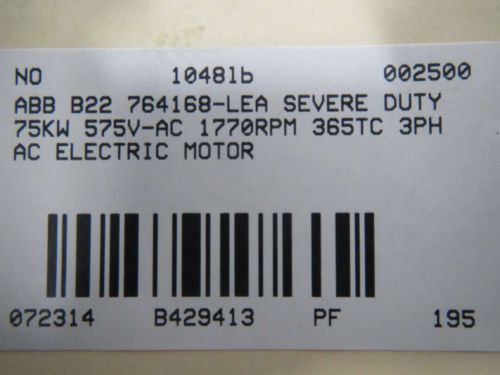 NO 1048lb 002500
ABB B22 764168-LEA SEVERE DUTY
75KW 575V-AC 1770RPM 365TC 3PH
AC ELECTRIC MOTOR
072314 B429413 PF 195